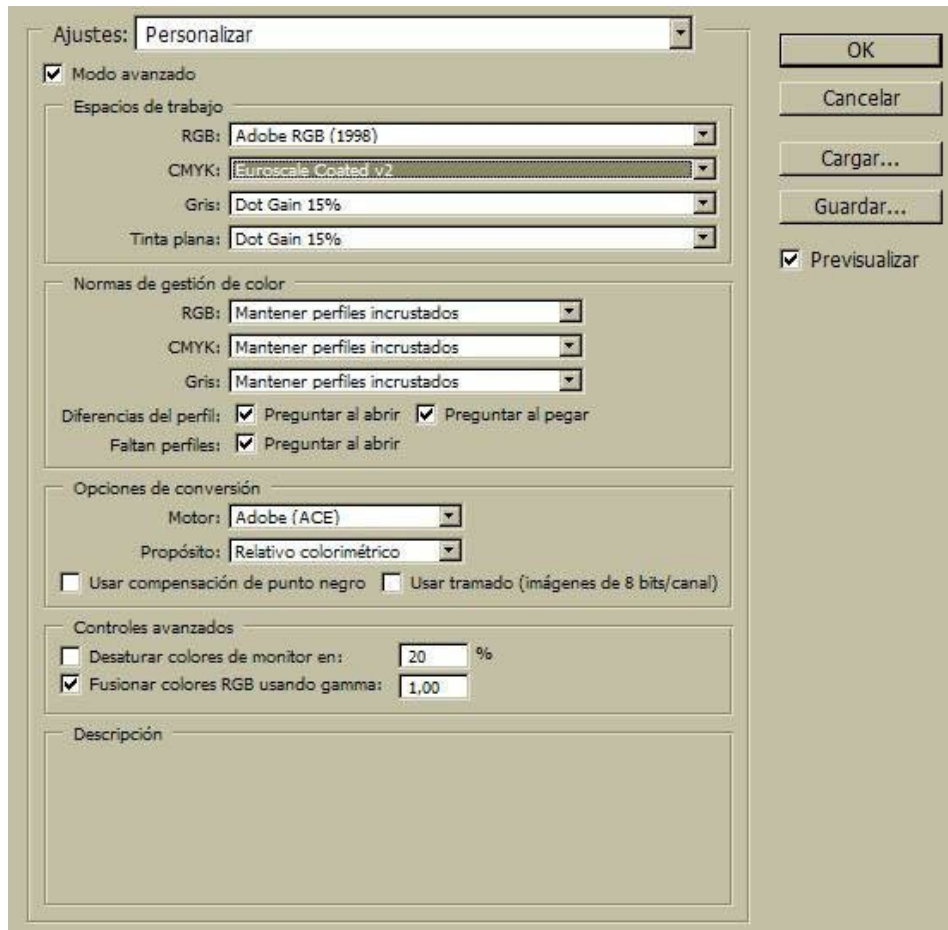 Ajustes: Personalizar
OK
Modo avanzado
Cancelar
Espacios de trabajo
RGB: Adobe RGB (1998)
CMYK: Euroscale Coated v2
Cargar...
Gris: Dot Gain 15%
Guardar...
Tinta plana: Dot Gain 15%
Previsualizar
Normas de gestión de color
RGB: Mantener perfiles incrustados
CMYK: Mantener perfiles incrustados
Gris: Mantener perfiles incrustados
Diferencias del perfil: Preguntar al abrir Preguntar al pegar
Faltan perfiles: Preguntar al abrir
Opciones de conversión
Motor: Adobe (ACE)
Propósito: Relativo colorimétrico
Usar compensación de punto negro Usar tramado (imágenes de 8 bits/canal)
Controles avanzados
Desaturar colores de monitor en: 20 %
Fusionar colores RGB usando gamma: 1,00
Descripción